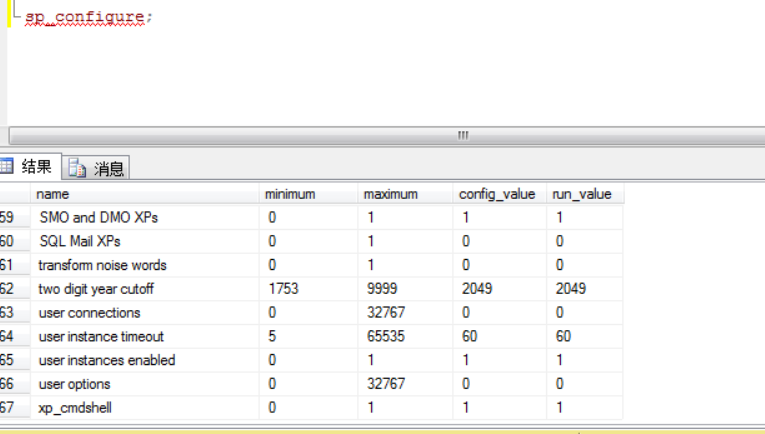 sp_configure;
结果 消息
name minimum maximum config_value run_value
59 SMO and DMO XPs 0 1 1 1
60 SQL Mail XPs 0 1 0 0
61 transform noise words 0 1 0 0
62 two digit year cutoff 1753 9999 2049 2049
63 user connections 0 32767 0 0
64 user instance timeout 5 65535 60 60
65 user instances enabled 0 1 1 1
66 user options 0 32767 0 0
67 xp_cmdshell 0 1 1 1